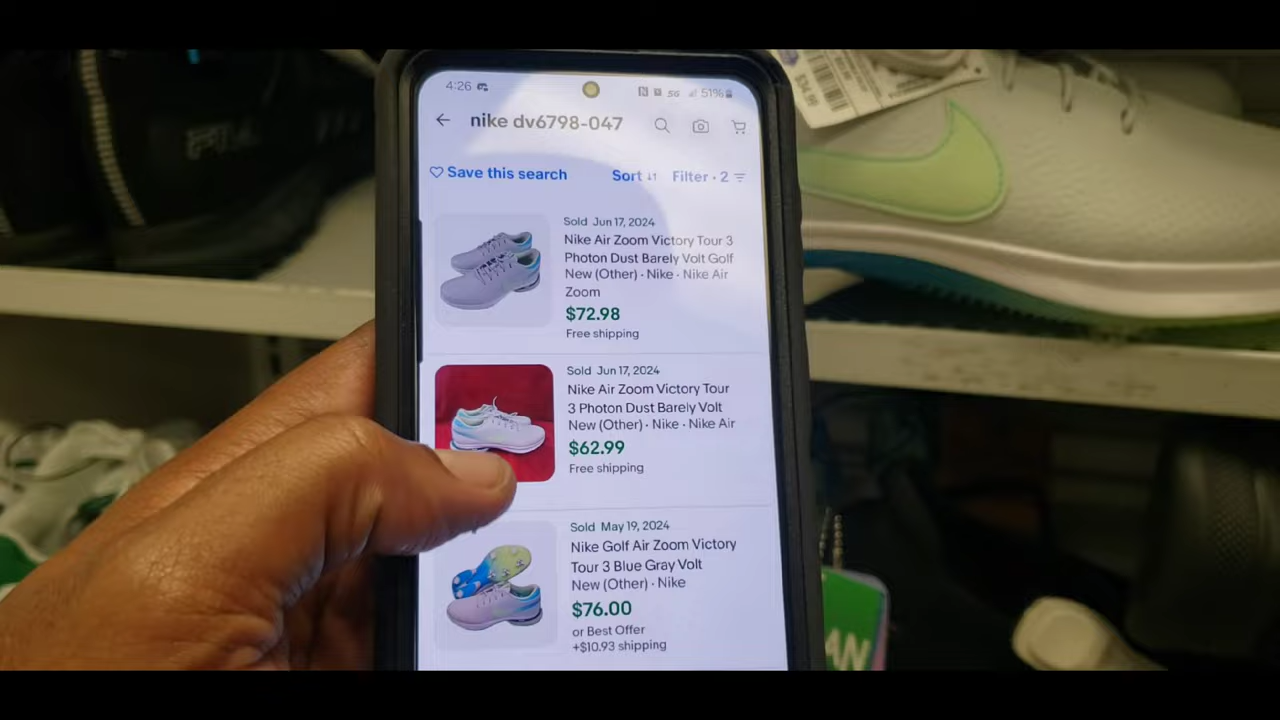 4:26
5G 51%
nike dv6798-047
Save this search
Sort Filter · 2
Sold Jun 17, 2024
Nike Air Zoom Victory Tour 3
Photon Dust Barely Volt Golf
New (Other) · Nike · Nike Air
Zoom
$72.98
Free shipping
Sold Jun 17, 2024
Nike Air Zoom Victory Tour
3 Photon Dust Barely Volt
New (Other) · Nike · Nike Air
$62.99
Free shipping
Sold May 19, 2024
Nike Golf Air Zoom Victory
Tour 3 Blue Gray Volt
New (Other) · Nike
$76.00
or Best Offer
+$10.93 shipping
$34.99